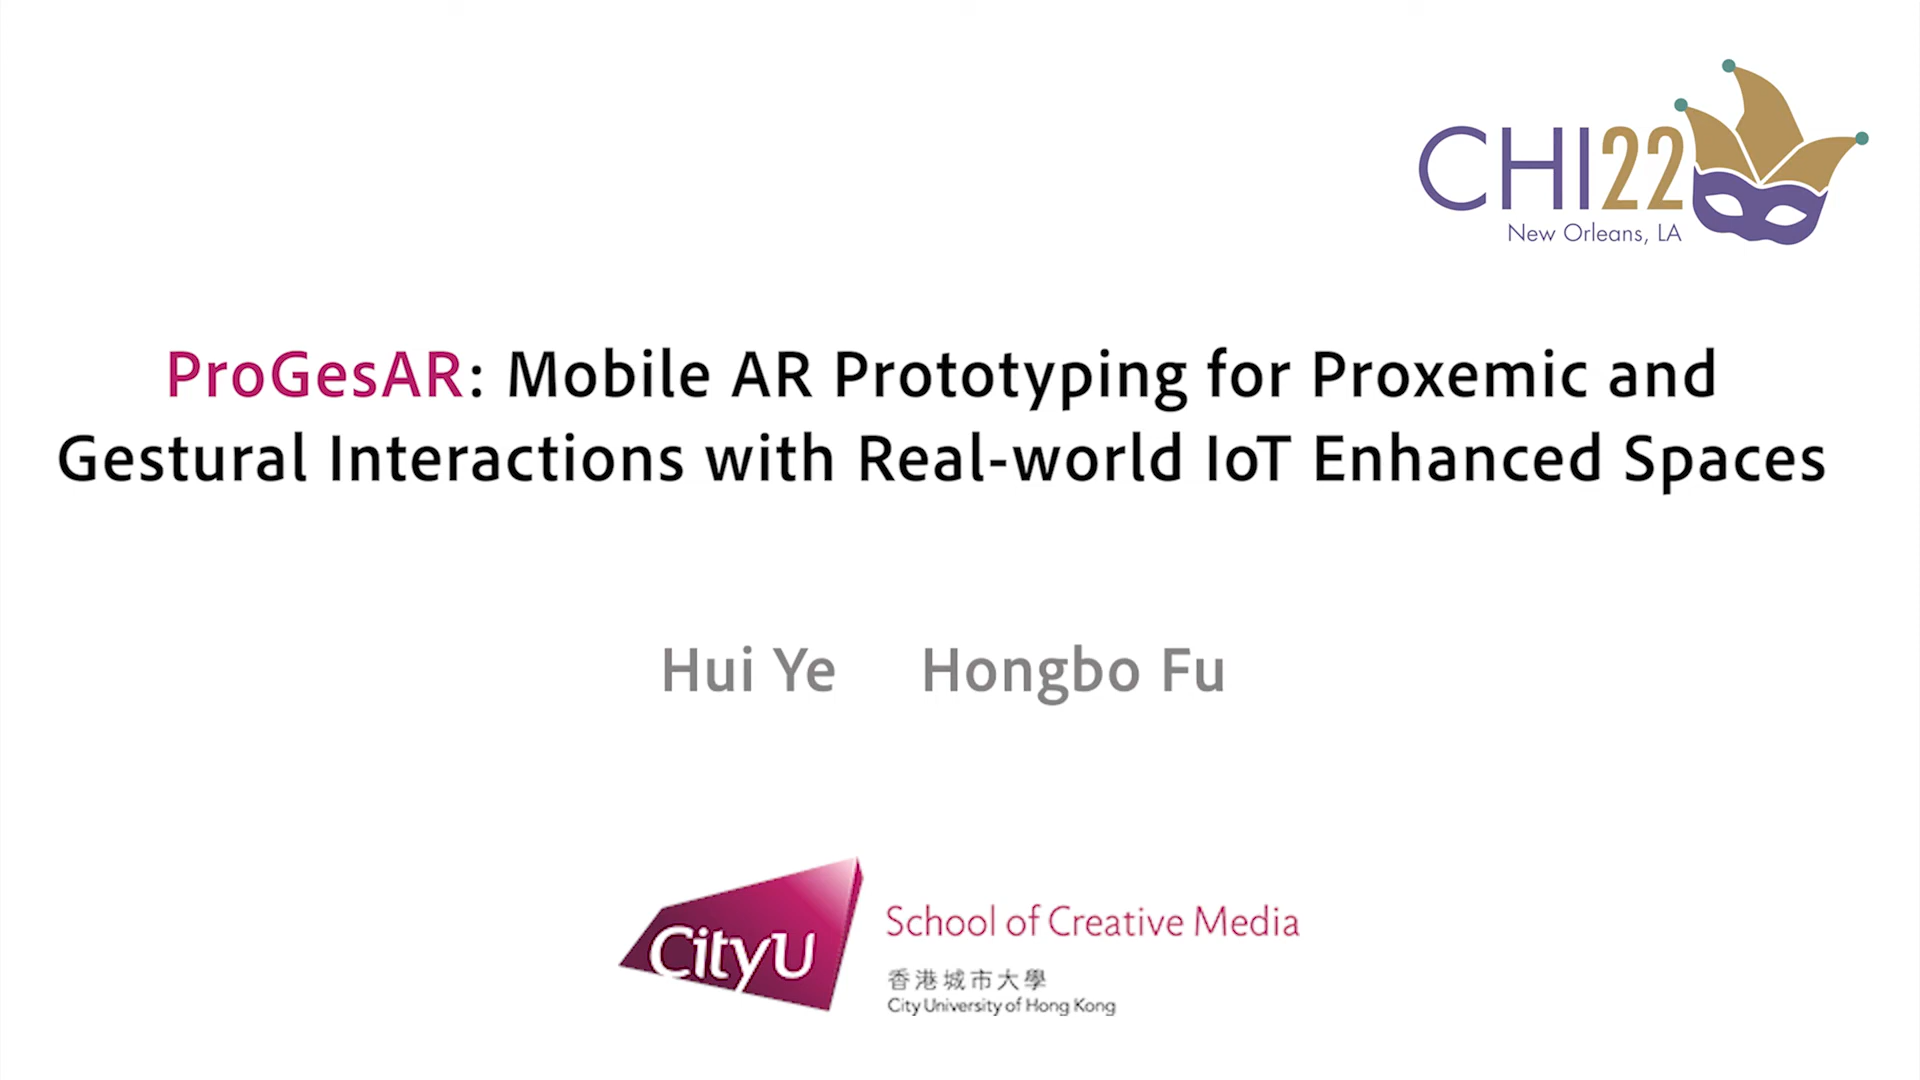 CHI22
New Orleans, LA
ProGesAR: Mobile AR Prototyping for Proxemic and
Gestural Interactions with Real-world IoT Enhanced Spaces
Hui Ye Hongbo Fu
CityU
School of Creative Media
香港城市大學
City University of Hong Kong